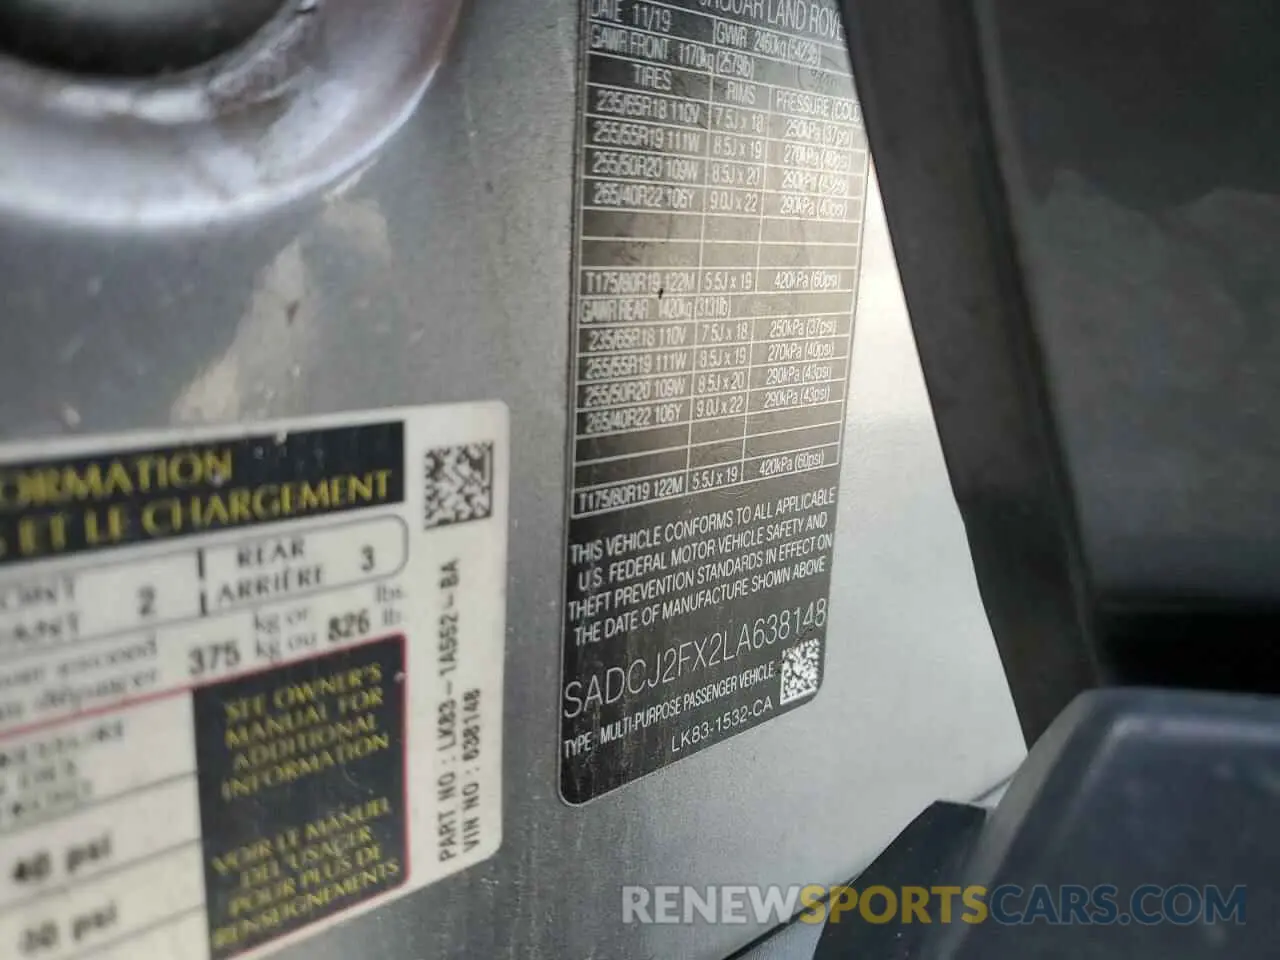 JAGUAR LAND ROVE
DATE 11/19 GVWR 2460kg (5423lb)
GAWR FRONT 1170kg (2579lb)
TIRES RIMS PRESSURE (COLD
235/65R18 110V 7.5J x 18 250kPa (37psi)
255/55R19 111W 8.5J x 19 270kPa (40psi)
255/50R20 109W 8.5J x 20 290kPa (43psi)
265/40R22 106Y 9.0J x 22 290kPa (43psi)
T175/80R19 122M 5.5J x 19 420kPa (60psi)
GAWR REAR 1420kg (3131lb)
235/65R18 110V 7.5J x 18 250kPa (37psi)
255/55R19 111W 8.5J x 19 270kPa (40psi)
255/50R20 109W 8.5J x 20 290kPa (43psi)
265/40R22 106Y 9.0J x 22 290kPa (43psi)
T175/80R19 122M 5.5J x 19 420kPa (60psi)
THIS VEHICLE CONFORMS TO ALL APPLICABLE
U.S. FEDERAL MOTOR VEHICLE SAFETY AND
THEFT PREVENTION STANDARDS IN EFFECT ON
THE DATE OF MANUFACTURE SHOWN ABOVE
SADCJ2FX2LA638148
TYPE: MULTI-PURPOSE PASSENGER VEHICLE
LK83-1532-CA
ORMATION
ET LE CHARGEMENT
2 REAR 3
ARRIÈRE
375 kg or 826 lbs.
kg ou lb.
SEE OWNER'S
MANUAL FOR
ADDITIONAL
INFORMATION
VOIR LE MANUEL
DE L'USAGER
POUR PLUS DE
RENSEIGNEMENTS
40 psi
60 psi
PART NO : LK83-1A552-BA
VIN NO : 638148
RENEWSPORTSCARS.COM